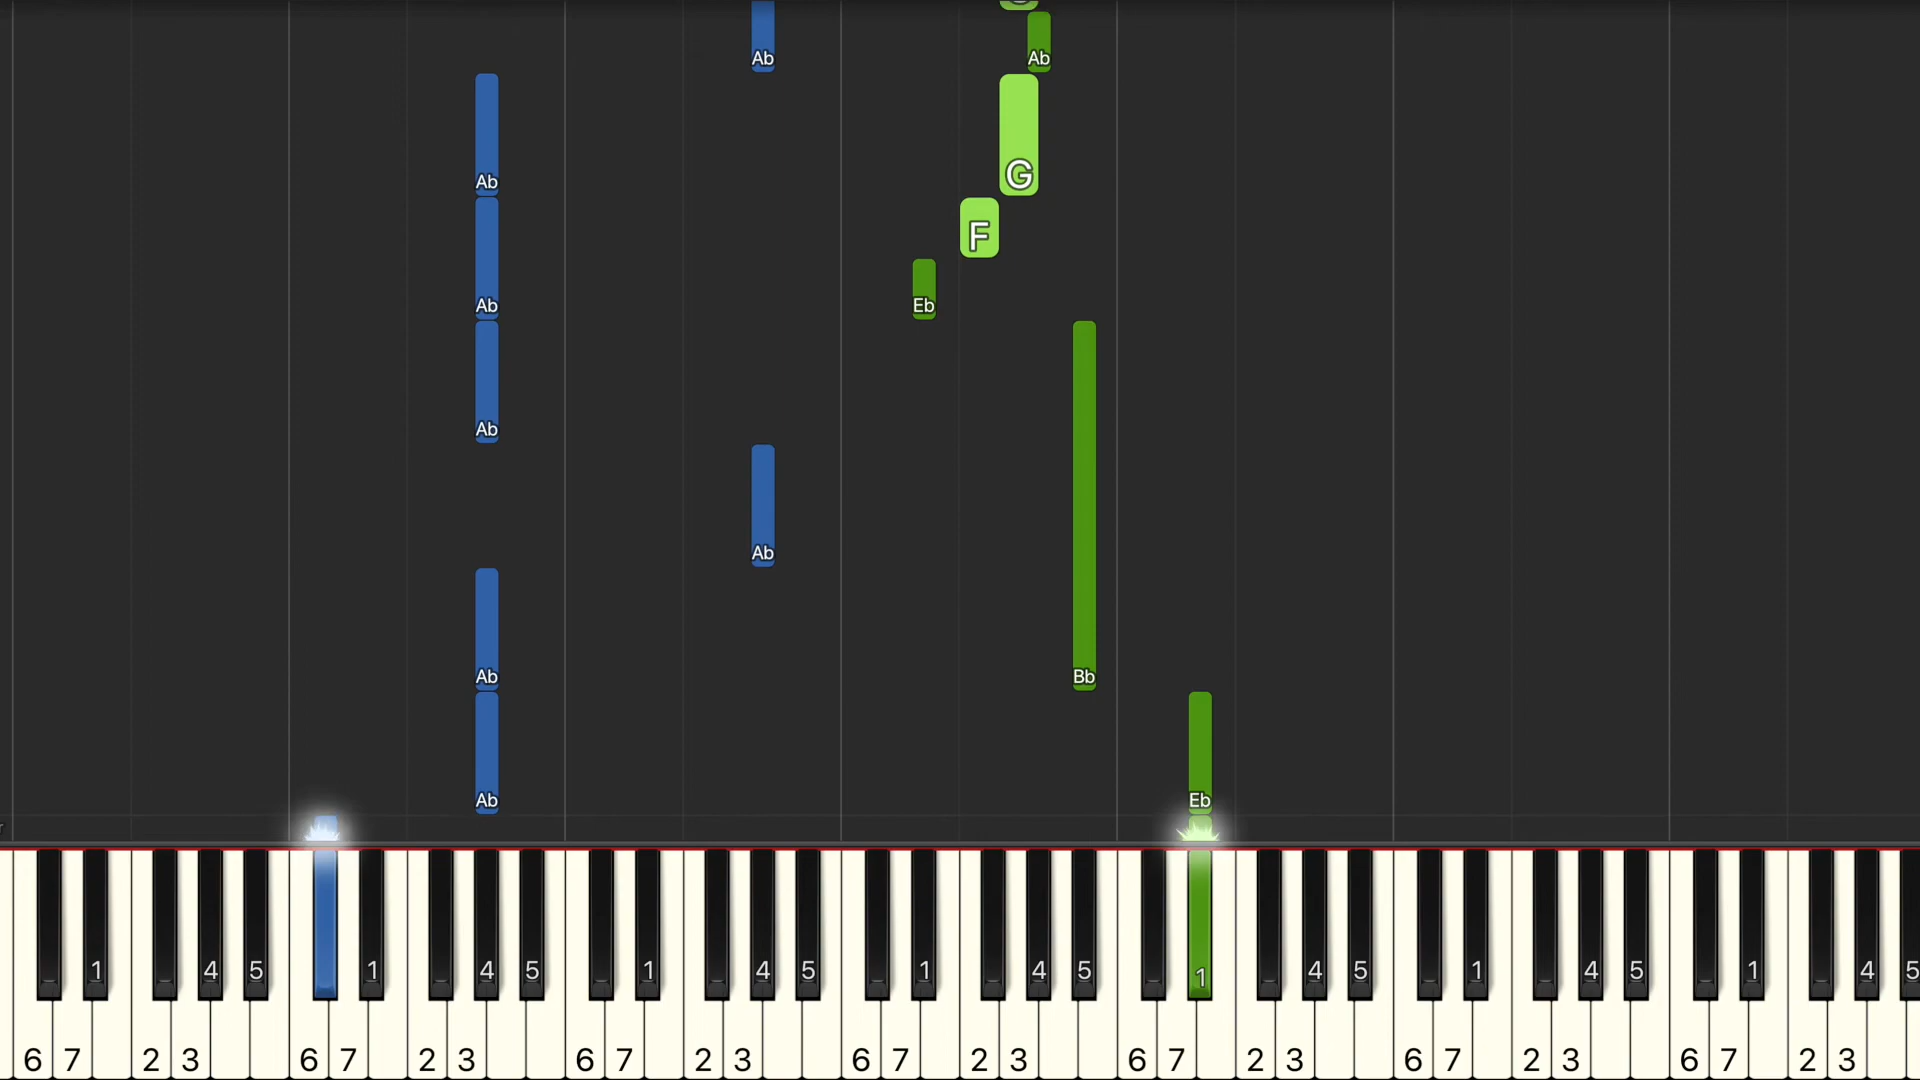 Ab Ab
Ab G
F
Ab Eb
Ab
Ab
Ab Bb
Ab Eb
1 4 5 1 4 5 1 4 5 1 4 5 1 4 5 1 4 5 1 4 5
6 7 2 3 6 7 2 3 6 7 2 3 6 7 2 3 6 7 2 3 6 7 2 3 6 7 2 3